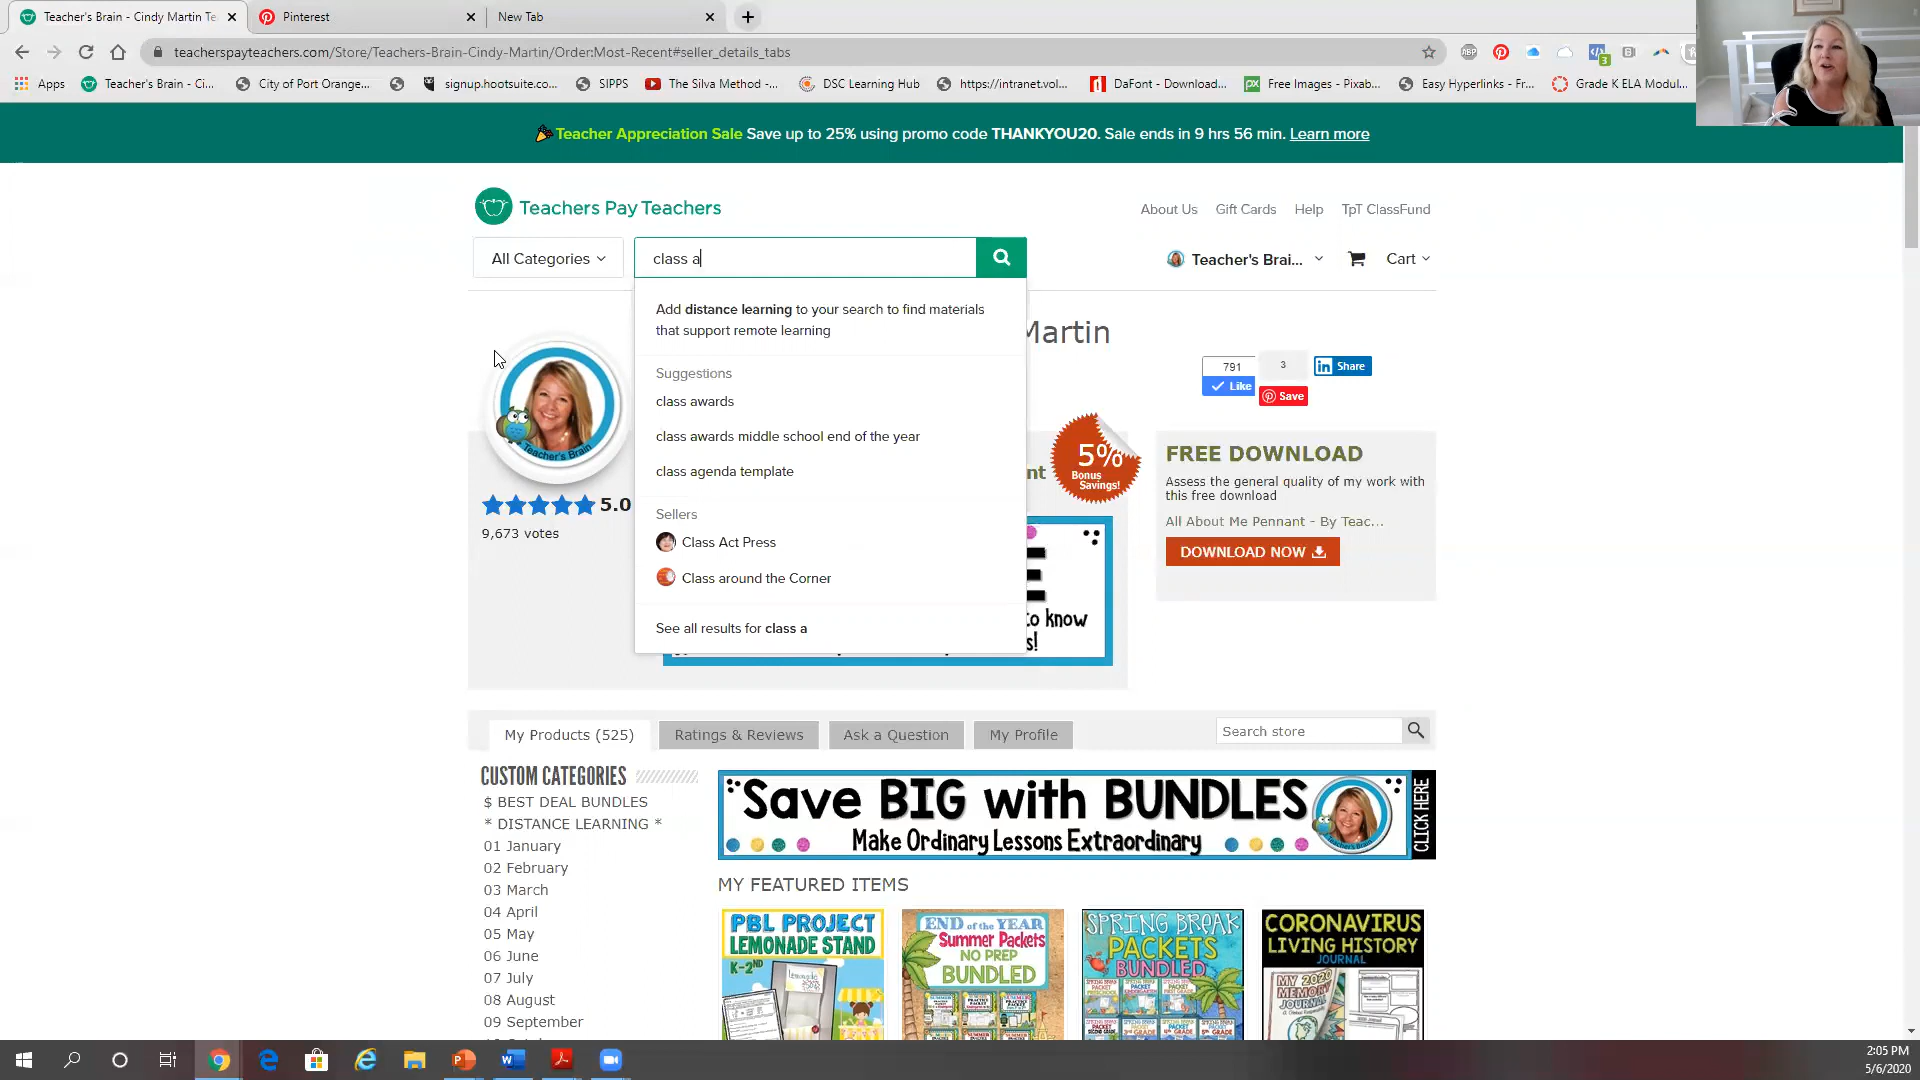 Teacher's Brain - Cindy Martin Te
Pinterest
New Tab
teacherspayteachers.com/Store/Teachers-Brain-Cindy-Martin/Order:Most-Recent#seller_details_tabs
ABP
3
Apps
Teacher's Brain - Ci...
City of Port Orange...
signup.hootsuite.co...
SIPPS
The Silva Method -...
DSC Learning Hub
https://intranet.vol...
DaFont - Download...
Free Images - Pixab...
Easy Hyperlinks - Fr...
Grade K ELA Modul...
Teacher Appreciation Sale Save up to 25% using promo code THANKYOU20. Sale ends in 9 hrs 56 min. Learn more
Teachers Pay Teachers
About Us
Gift Cards
Help
TpT ClassFund
All Categories
class a
Teacher's Brai...
Cart
Add distance learning to your search to find materials
that support remote learning
Suggestions
class awards
class awards middle school end of the year
class agenda template
Sellers
Class Act Press
Class around the Corner
See all results for class a
Martin
791
Like
3
Save
Share
Teacher's Brain
5.0
9,673 votes
nt
5%
Bonus
Savings!
E
to know
s!
FREE DOWNLOAD
Assess the general quality of my work with
this free download
All About Me Pennant - By Teac...
DOWNLOAD NOW
My Products (525)
Ratings & Reviews
Ask a Question
My Profile
Search store
CUSTOM CATEGORIES
$ BEST DEAL BUNDLES
* DISTANCE LEARNING *
01 January
02 February
03 March
04 April
05 May
06 June
07 July
08 August
09 September
Save BIG with BUNDLES
Make Ordinary Lessons Extraordinary
CLICK HERE
MY FEATURED ITEMS
PBL PROJECT
LEMONADE STAND
K-2ND
END of the YEAR
Summer Packets
NO PREP
BUNDLED
SPRING BREAK
PACKETS
BUNDLED
CORONAVIRUS
LIVING HISTORY
JOURNAL
MY 2020
MEMORY
JOURNAL
2:05 PM
5/6/2020